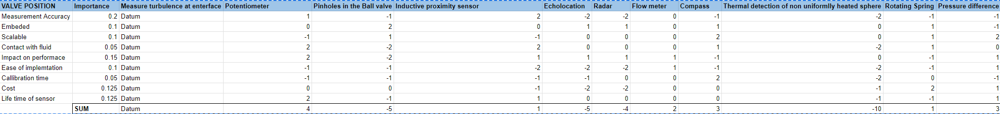 VALVE POSITION Importance Measure turbulence at enterface Potentiometer Pinholes in the Ball valve Inductive proximity sensor Echolocation Radar Flow meter Compass Thermal detection of non uniformlly heated sphere Rotating Spring Pressure difference
Measurement Accuracy 0.2 Datum 1 -1 2 -2 -2 0 -1 -2 -1 -1
Embeded 0.1 Datum 0 2 0 1 1 0 1 0 1 -1
Scalable 0.1 Datum -1 1 -1 0 0 0 2 0 1 2
Contact with fluid 0.05 Datum 2 -2 2 0 0 0 1 -2 1 0
Impact on performace 0.15 Datum 2 -2 1 1 1 1 -1 0 -1 1
Ease of implemtation 0.1 Datum -1 -1 -2 -2 -2 1 -1 -2 -1 1
Callibration time 0.05 Datum -1 -1 -1 -1 0 0 2 -2 0 -1
Cost 0.125 Datum 0 0 -1 -2 -2 0 0 -1 2 1
Life time of sensor 0.125 Datum 2 -1 1 0 0 0 0 -1 -1 1
SUM Datum 4 -5 1 -5 -4 2 3 -10 1 3